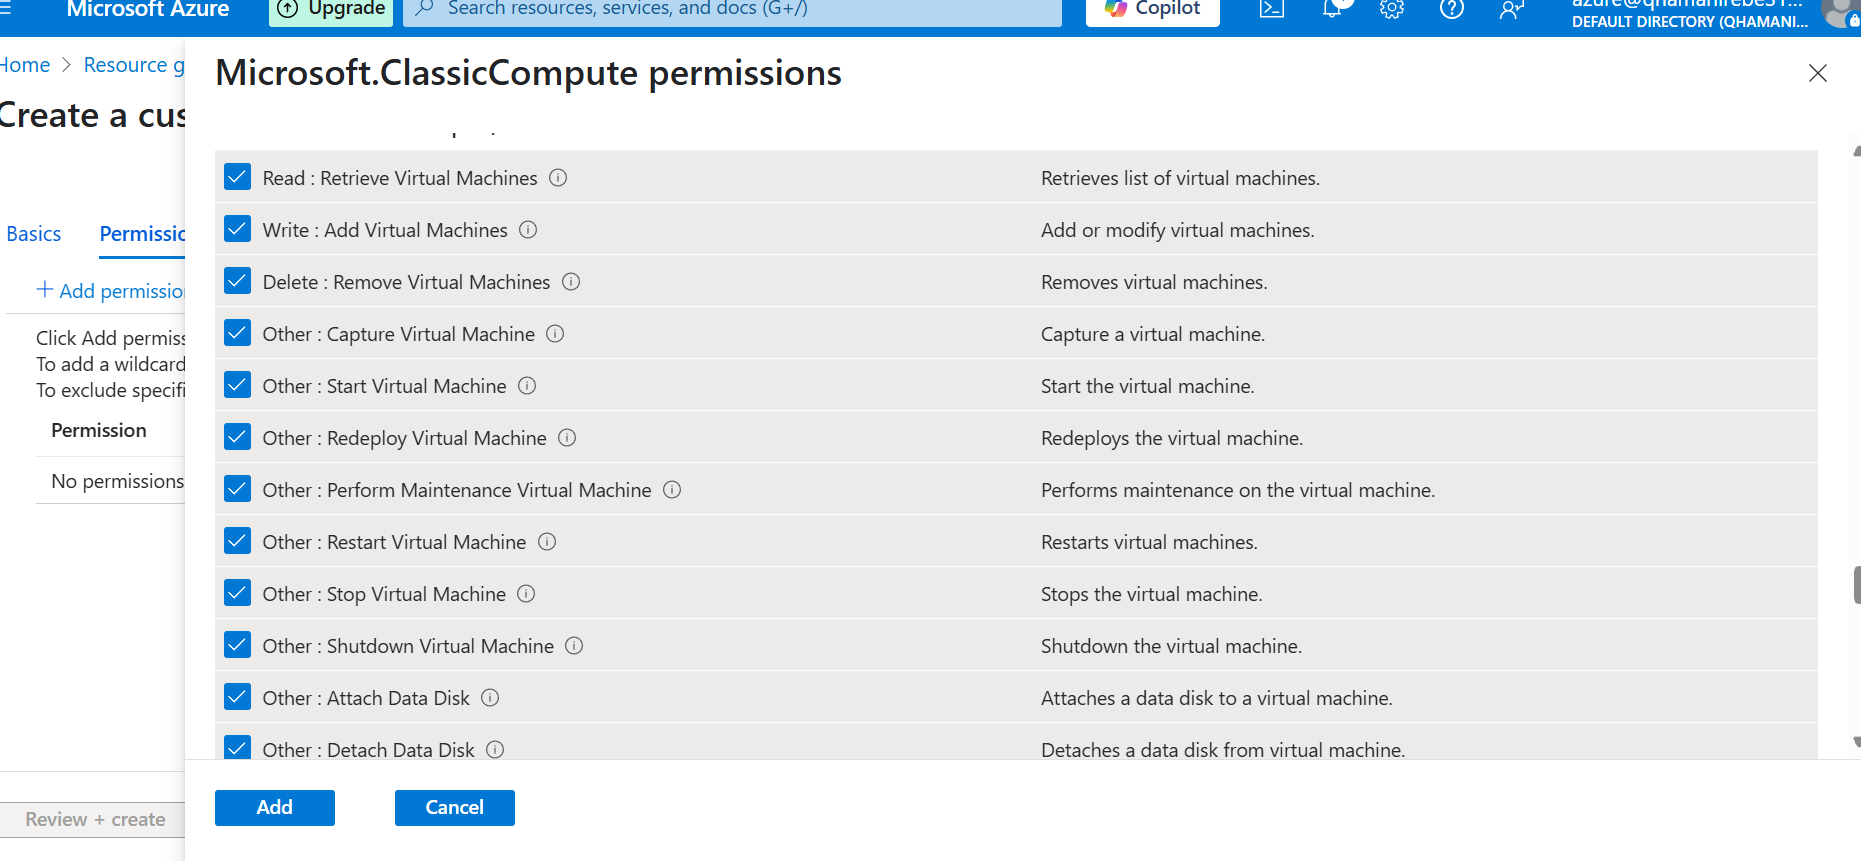 Microsoft Azure
Upgrade
Search resources, services, and docs (G+/)
Copilot
DEFAULT DIRECTORY (QHAMANI...
Home > Resource g
Microsoft.ClassicCompute permissions
Create a cus
Basics
Permissio
+ Add permission
Click Add permiss
To add a wildcard
To exclude specifi
Permission
No permissions
Read : Retrieve Virtual Machines
Retrieves list of virtual machines.
Write : Add Virtual Machines
Add or modify virtual machines.
Delete : Remove Virtual Machines
Removes virtual machines.
Other : Capture Virtual Machine
Capture a virtual machine.
Other : Start Virtual Machine
Start the virtual machine.
Other : Redeploy Virtual Machine
Redeploys the virtual machine.
Other : Perform Maintenance Virtual Machine
Performs maintenance on the virtual machine.
Other : Restart Virtual Machine
Restarts virtual machines.
Other : Stop Virtual Machine
Stops the virtual machine.
Other : Shutdown Virtual Machine
Shutdown the virtual machine.
Other : Attach Data Disk
Attaches a data disk to a virtual machine.
Other : Detach Data Disk
Detaches a data disk from virtual machine.
Add
Cancel
Review + create